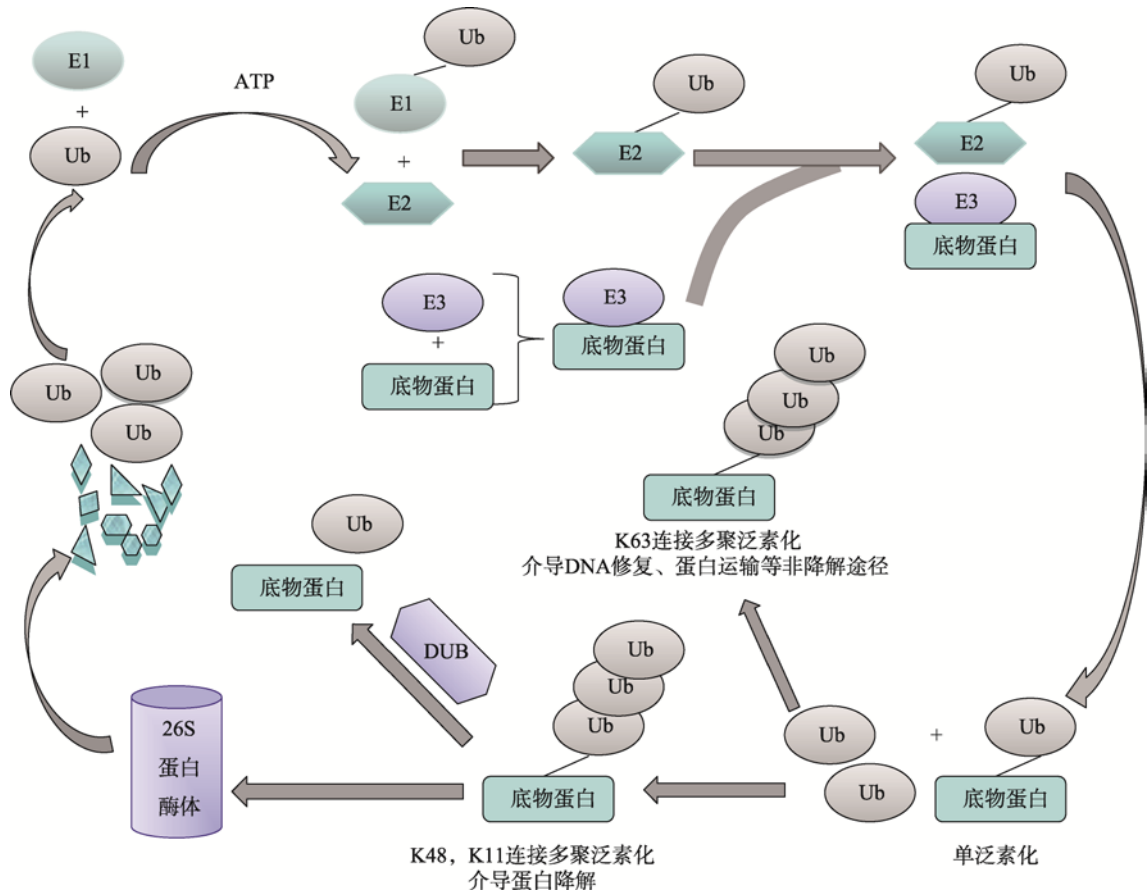 E1
+
Ub
ATP
Ub
E1
+
E2
Ub
E2
Ub
E2
E3
底物蛋白
E3
+
底物蛋白
E3
底物蛋白
Ub
Ub
Ub
Ub
Ub
Ub
底物蛋白
K63连接多聚泛素化
介导DNA修复、蛋白运输等非降解途径
Ub
底物蛋白
DUB
Ub
Ub
Ub
底物蛋白
K48，K11连接多聚泛素化
介导蛋白降解
26S
蛋白
酶体
Ub
Ub
+
Ub
底物蛋白
单泛素化